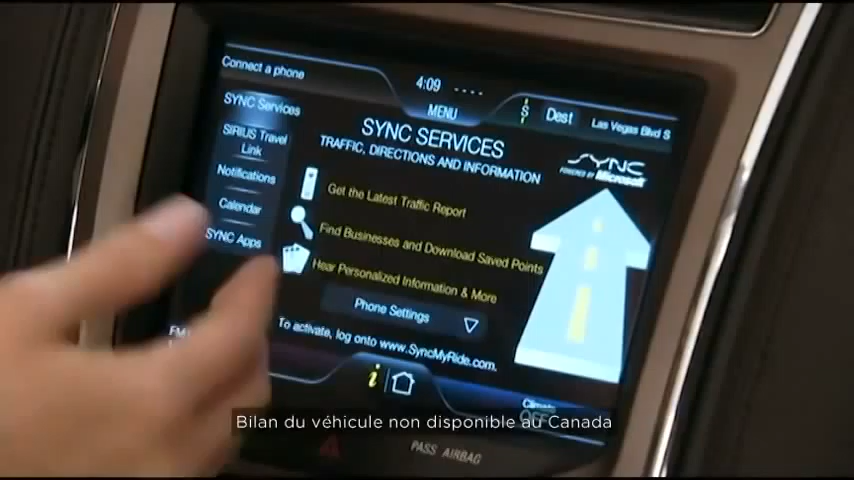 Connect a phone
4:09
MENU
S
Dest
Las Vegas Blvd S
SYNC Services
SIRIUS Travel
Link
Notifications
Calendar
SYNC Apps
SYNC SERVICES
TRAFFIC, DIRECTIONS AND INFORMATION
SYNC
POWERED BY Microsoft
Get the Latest Traffic Report
Find Businesses and Download Saved Points
Hear Personalized Information & More
Phone Settings
To activate, log onto www.SyncMyRide.com.
FM
i
Climate
OFF
Bilan du véhicule non disponible au Canada
PASS AIRBAG